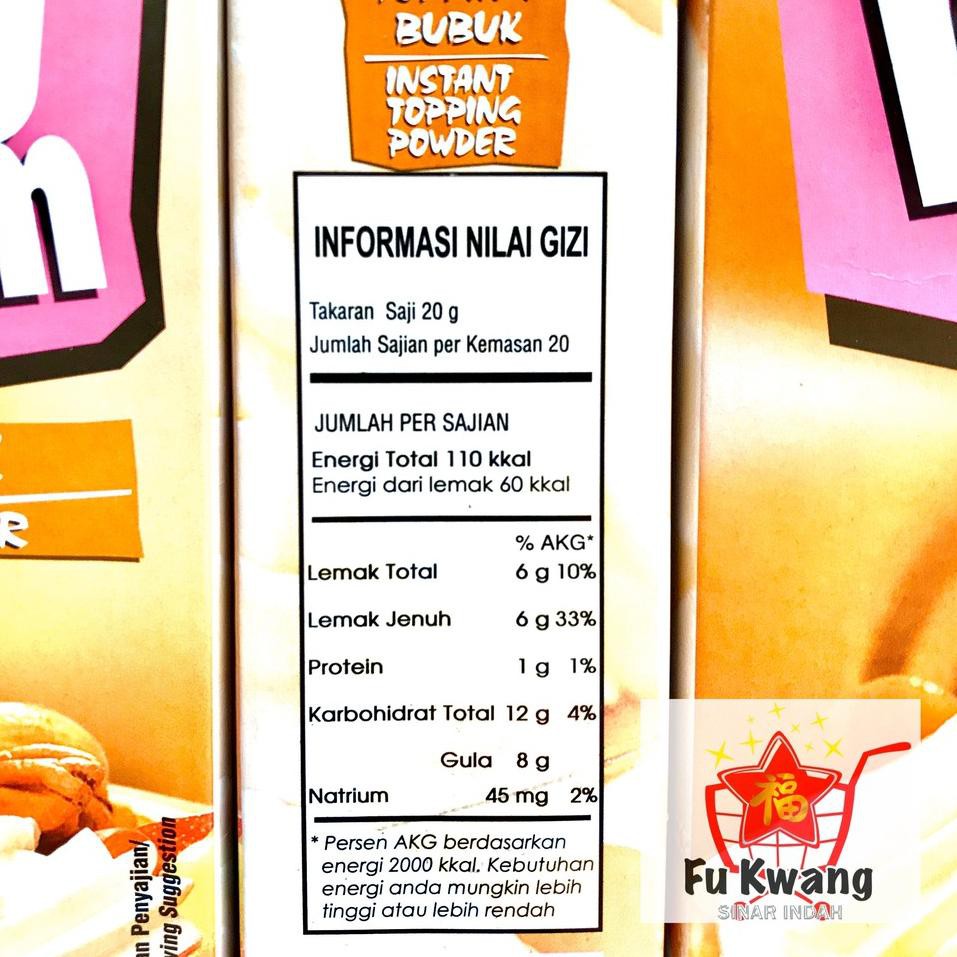 BUBUK
INSTANT
TOPPING
POWDER
INFORMASI NILAI GIZI
Takaran Saji 20 g
Jumlah Sajian per Kemasan 20
JUMLAH PER SAJIAN
Energi Total 110 kkal
Energi dari lemak 60 kkal
% AKG*
Lemak Total 6 g 10%
Lemak Jenuh 6 g 33%
Protein 1 g 1%
Karbohidrat Total 12 g 4%
Gula 8 g
Natrium 45 mg 2%
* Persen AKG berdasarkan
energi 2000 kkal. Kebutuhan
energi anda mungkin lebih
tinggi atau lebih rendah
Penyajian/
Suggestion
福
Fu Kwang
SINAR INDAH